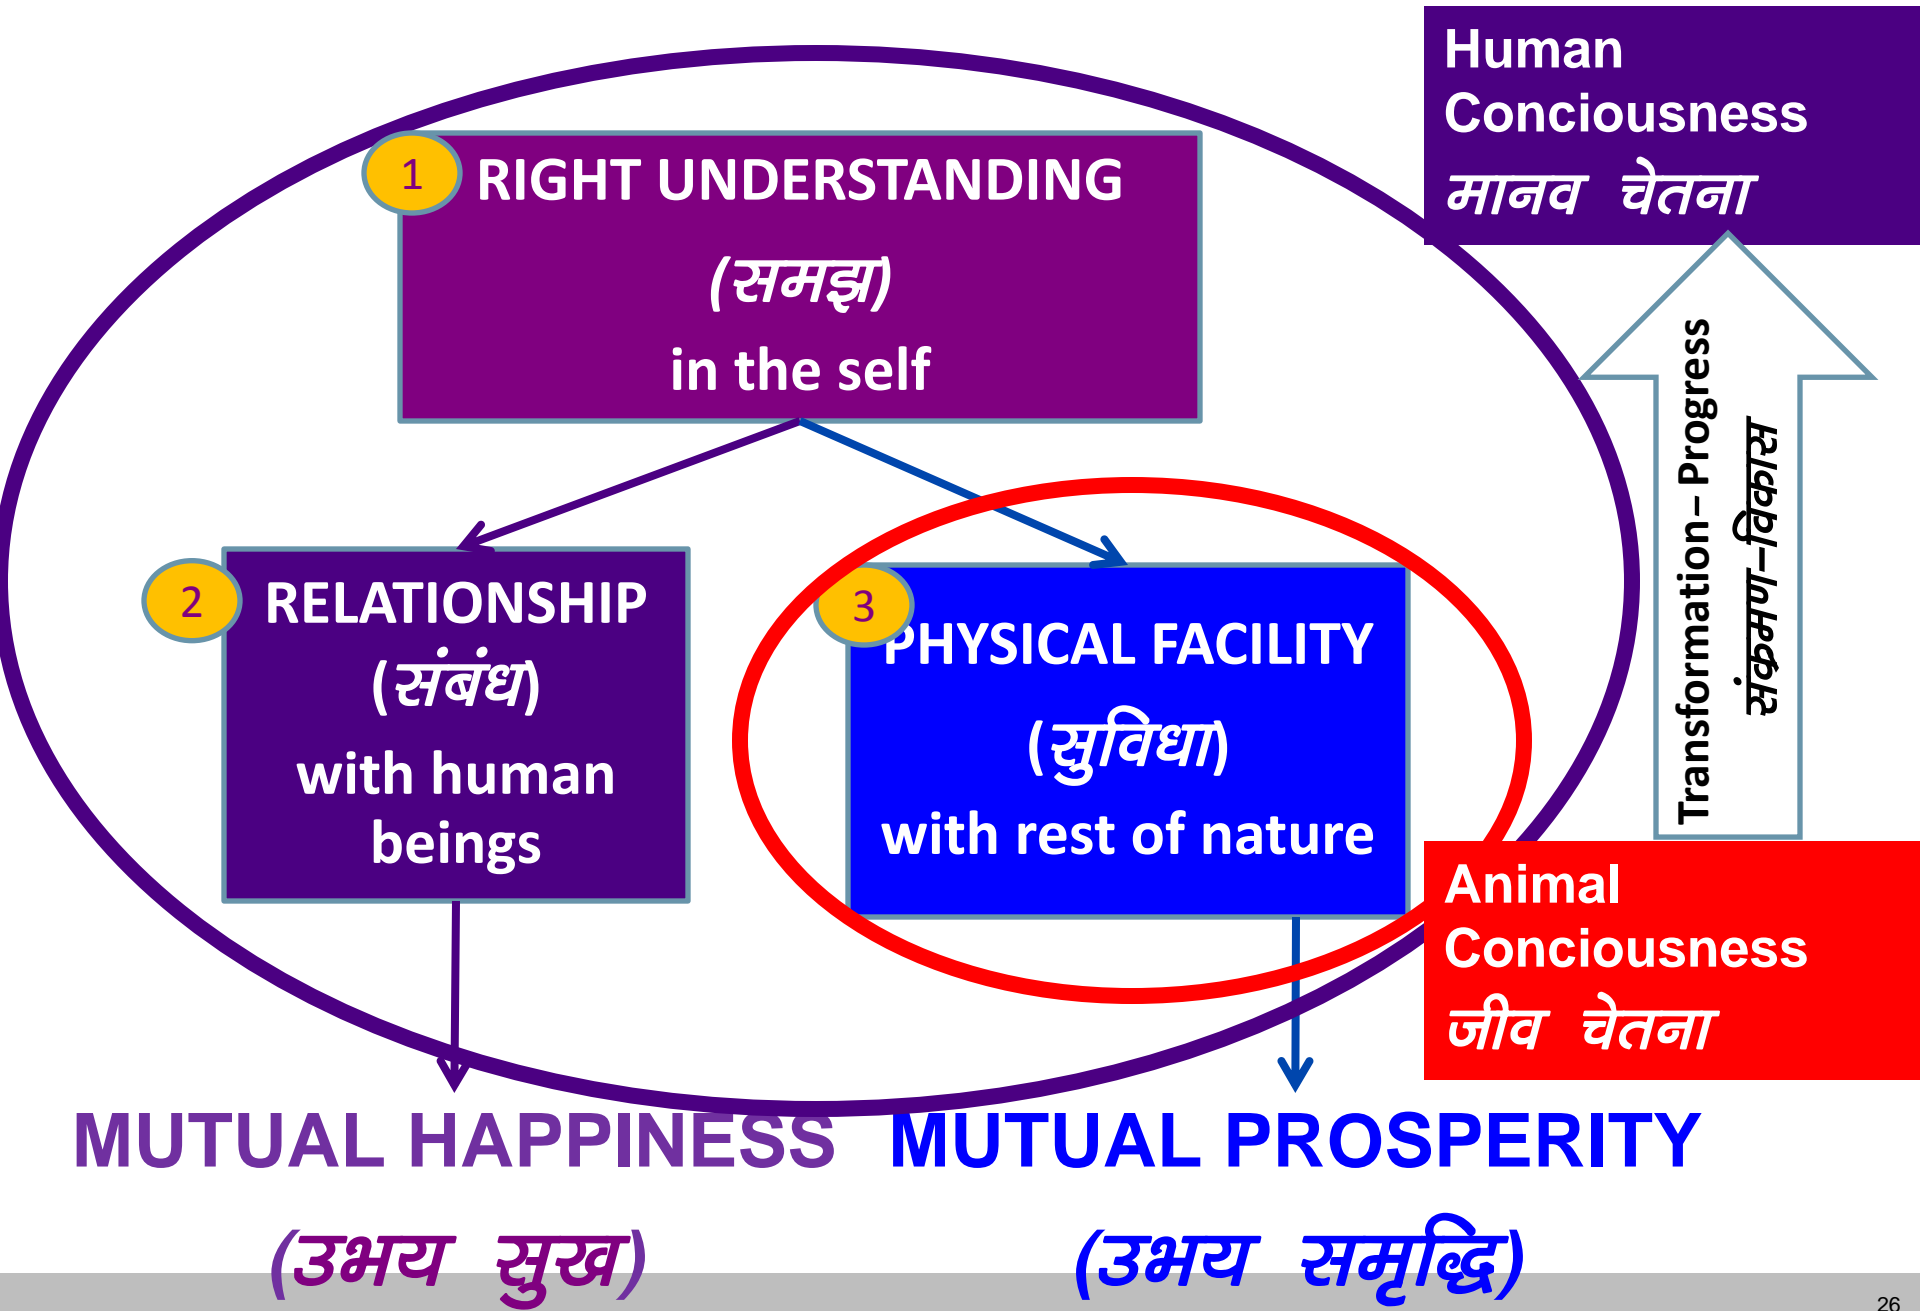 Human
Conciousness
मानव चेतना
1
RIGHT UNDERSTANDING
(समझ)
in the self
2
RELATIONSHIP
(संबंध)
with human
beings
3
PHYSICAL FACILITY
(सुविधा)
with rest of nature
Transformation– Progress
Animal
Conciousness
जीव चेतना
MUTUAL HAPPINESS
(उभय सुख)
MUTUAL PROSPERITY
(उभय समृद्धि)
26